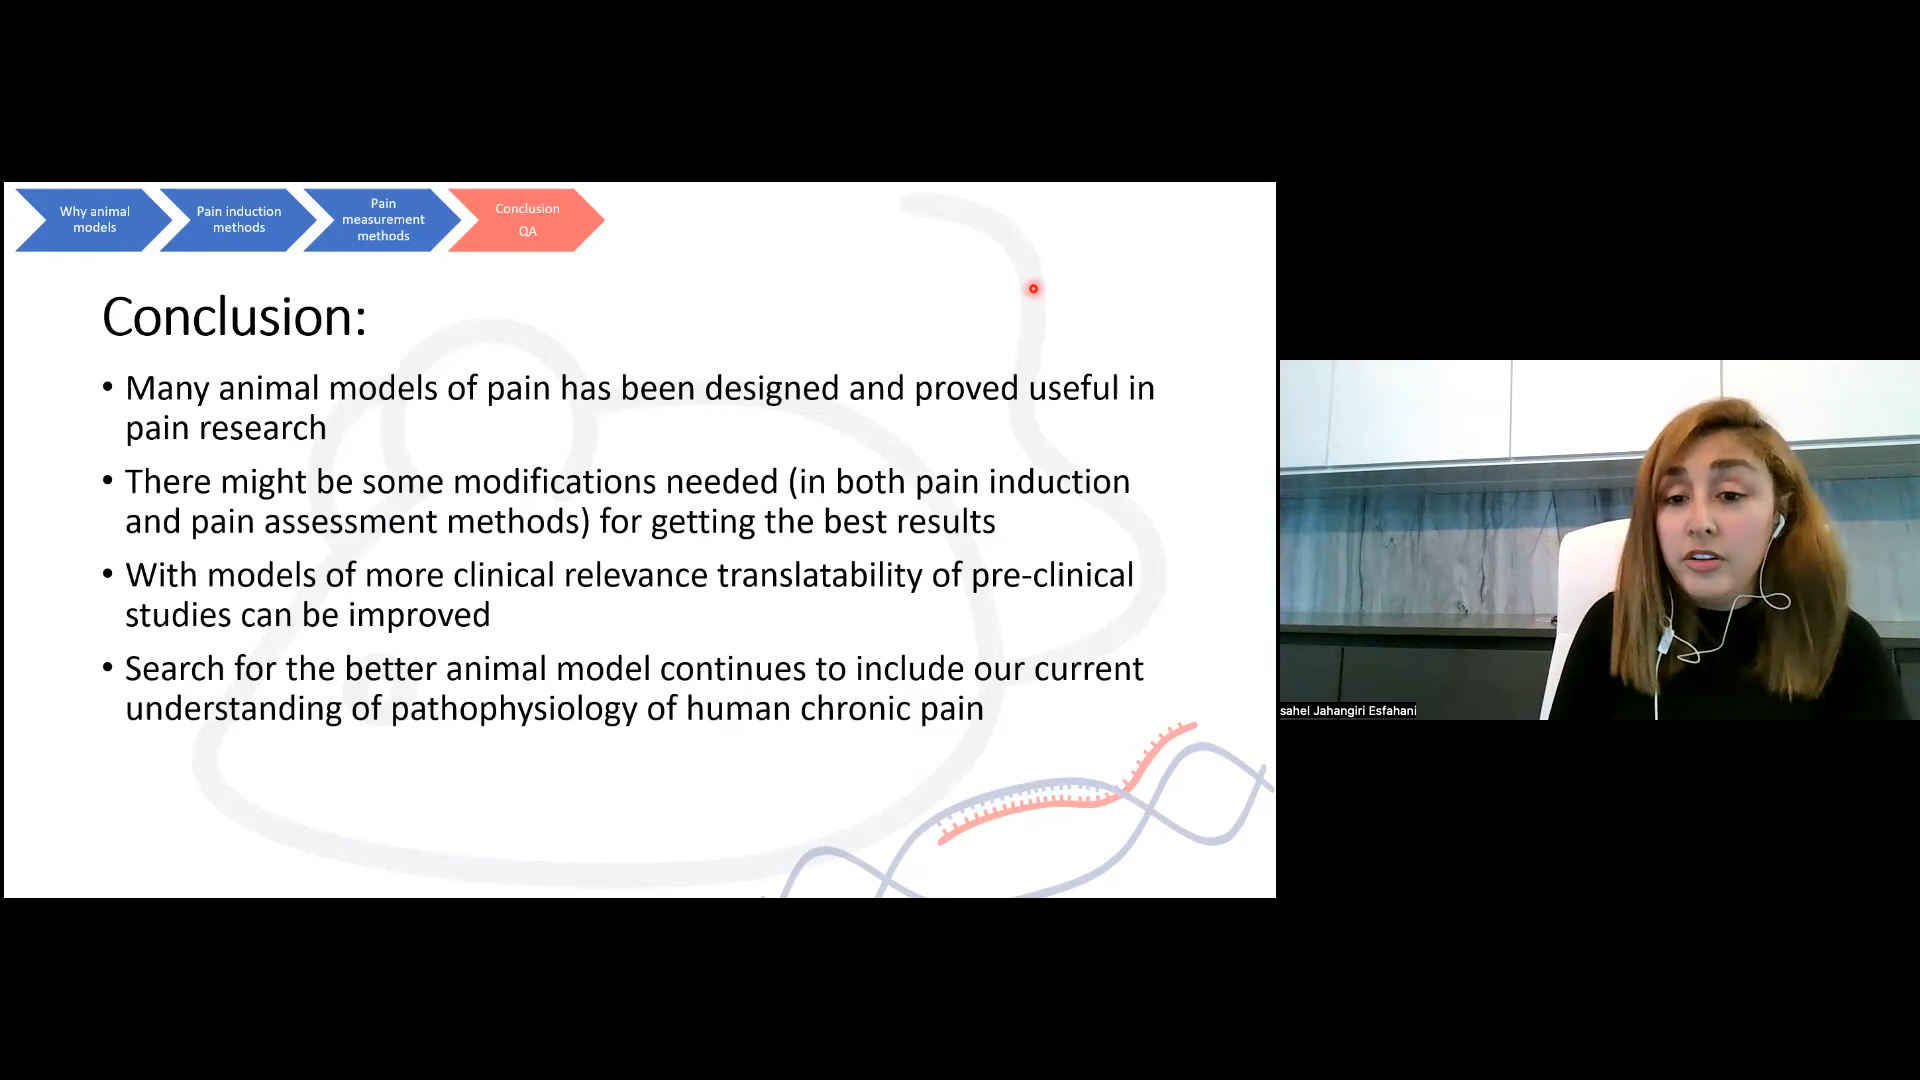 Why animal
models
Pain induction
methods
Pain
measurement
methods
Conclusion
QA
Conclusion:
• Many animal models of pain has been designed and proved useful in
pain research
• There might be some modifications needed (in both pain induction
and pain assessment methods) for getting the best results
• With models of more clinical relevance translatability of pre-clinical
studies can be improved
• Search for the better animal model continues to include our current
understanding of pathophysiology of human chronic pain
sahel Jahangiri Esfahani